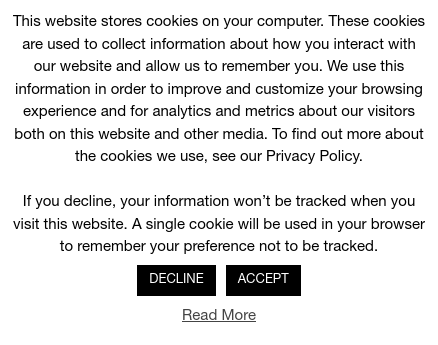 This website stores cookies on your computer. These cookies
are used to collect information about how you interact with
our website and allow us to remember you. We use this
information in order to improve and customize your browsing
experience and for analytics and metrics about our visitors
both on this website and other media. To find out more about
the cookies we use, see our Privacy Policy.
If you decline, your information won’t be tracked when you
visit this website. A single cookie will be used in your browser
to remember your preference not to be tracked.
DECLINE ACCEPT
Read More